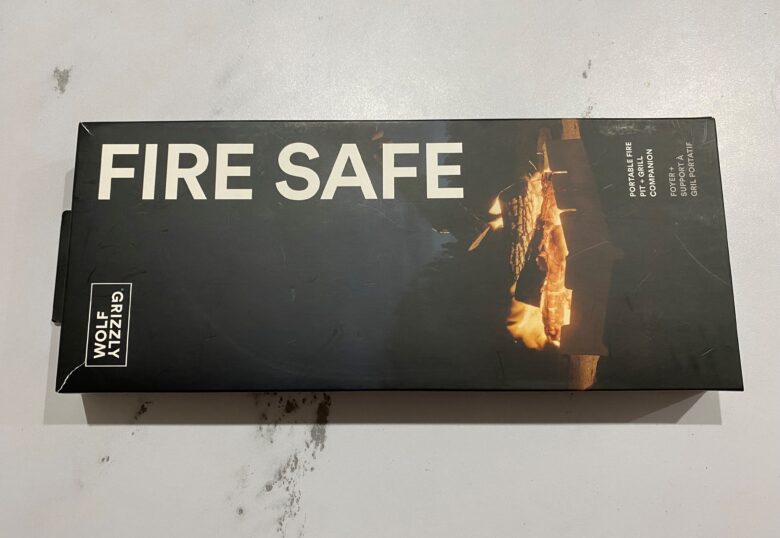 FIRE SAFE
PORTABLE FIRE
PIT + GRILL
COMPANION
FOYER +
SUPPORT À
GRIL PORTATIF
GRIZZLY
WOLF